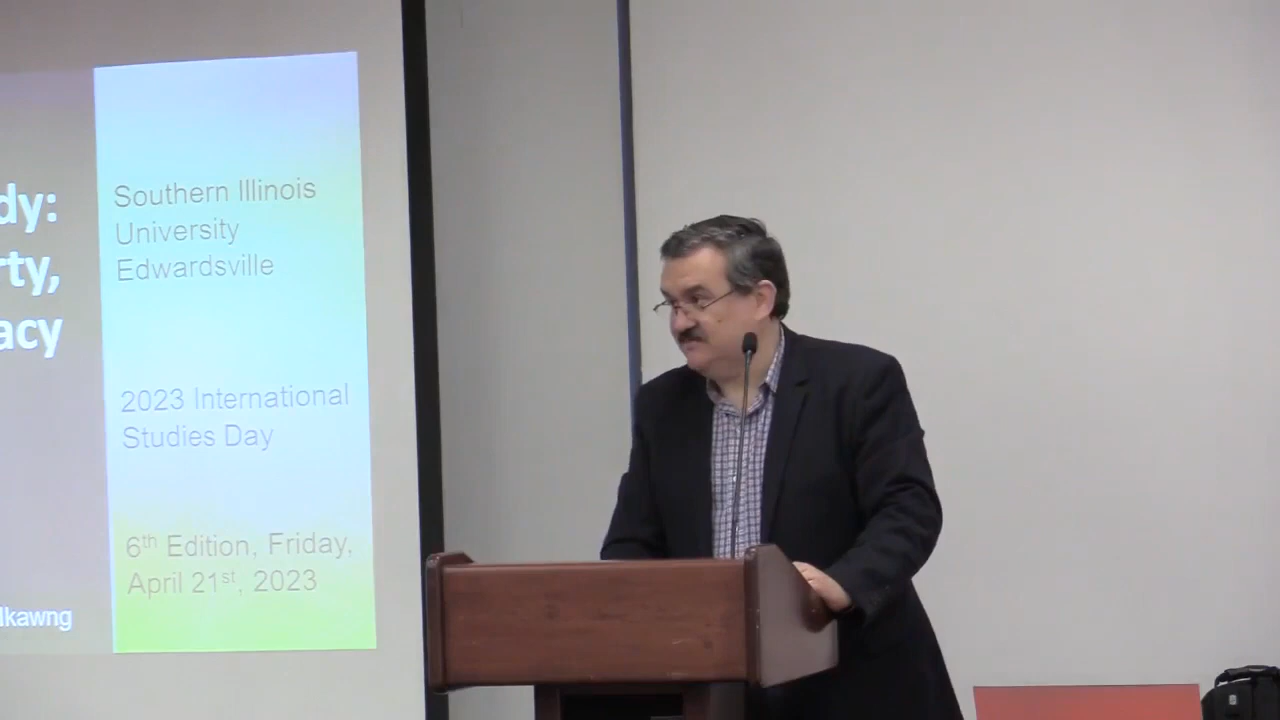 dy:
rty,
acy
lkawng
Southern Illinois
University
Edwardsville
2023 International
Studies Day
6th Edition, Friday,
April 21st, 2023